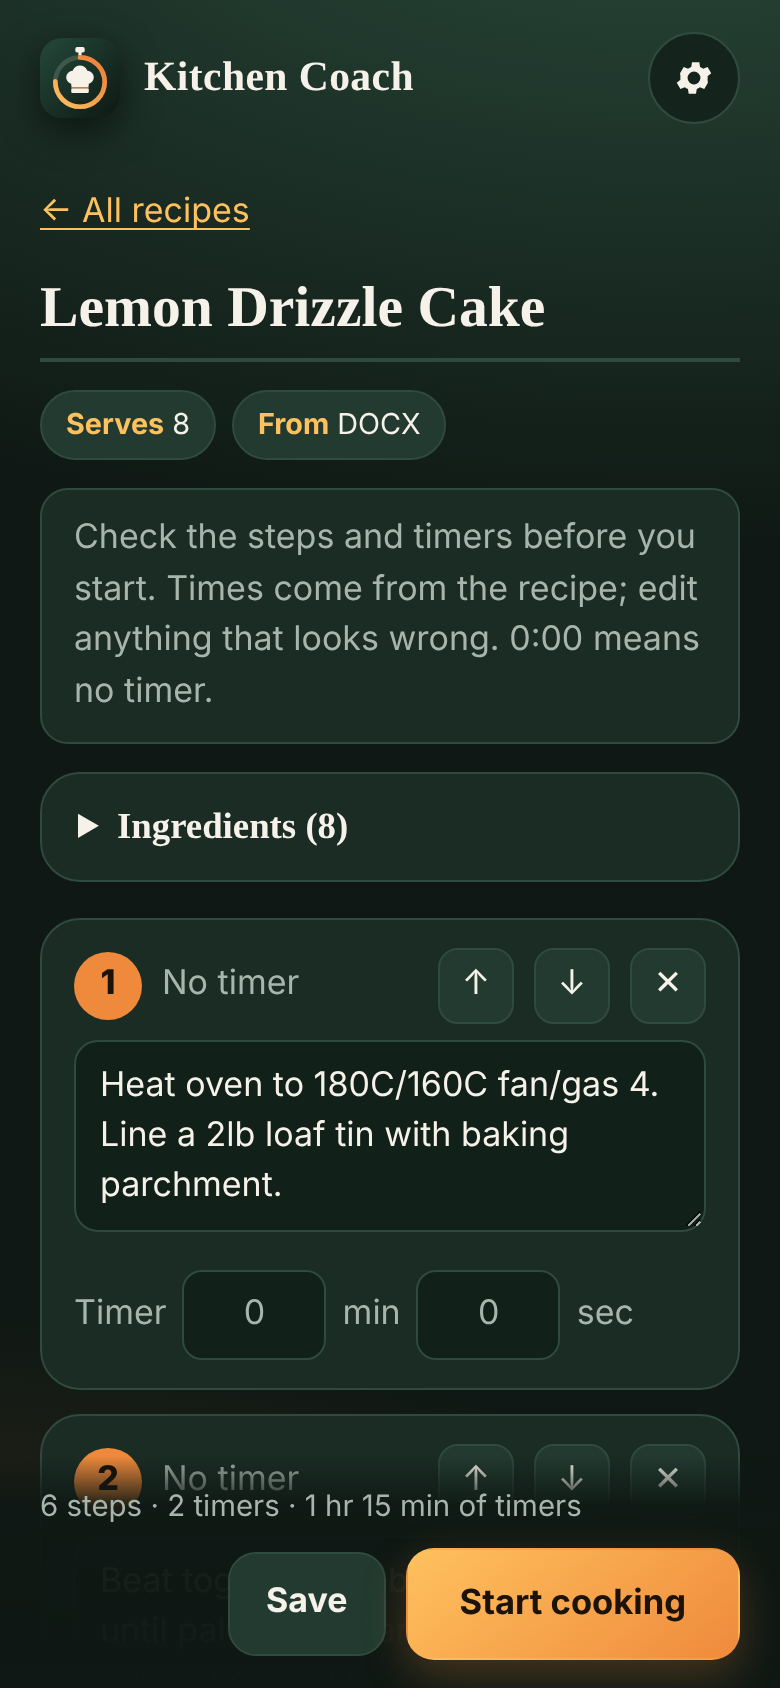 Kitchen Coach
← All recipes
Lemon Drizzle Cake
Serves 8
From DOCX
Check the steps and timers before you
start. Times come from the recipe; edit
anything that looks wrong. 0:00 means
no timer.
▶ Ingredients (8)
1 No timer ↑ ↓ ✕
Heat oven to 180C/160C fan/gas 4.
Line a 2lb loaf tin with baking
parchment.
Timer 0 min 0 sec
2 No timer ↑ ↓ ✕
6 steps · 2 timers · 1 hr 15 min of timers
Beat
until
Save
Start cooking